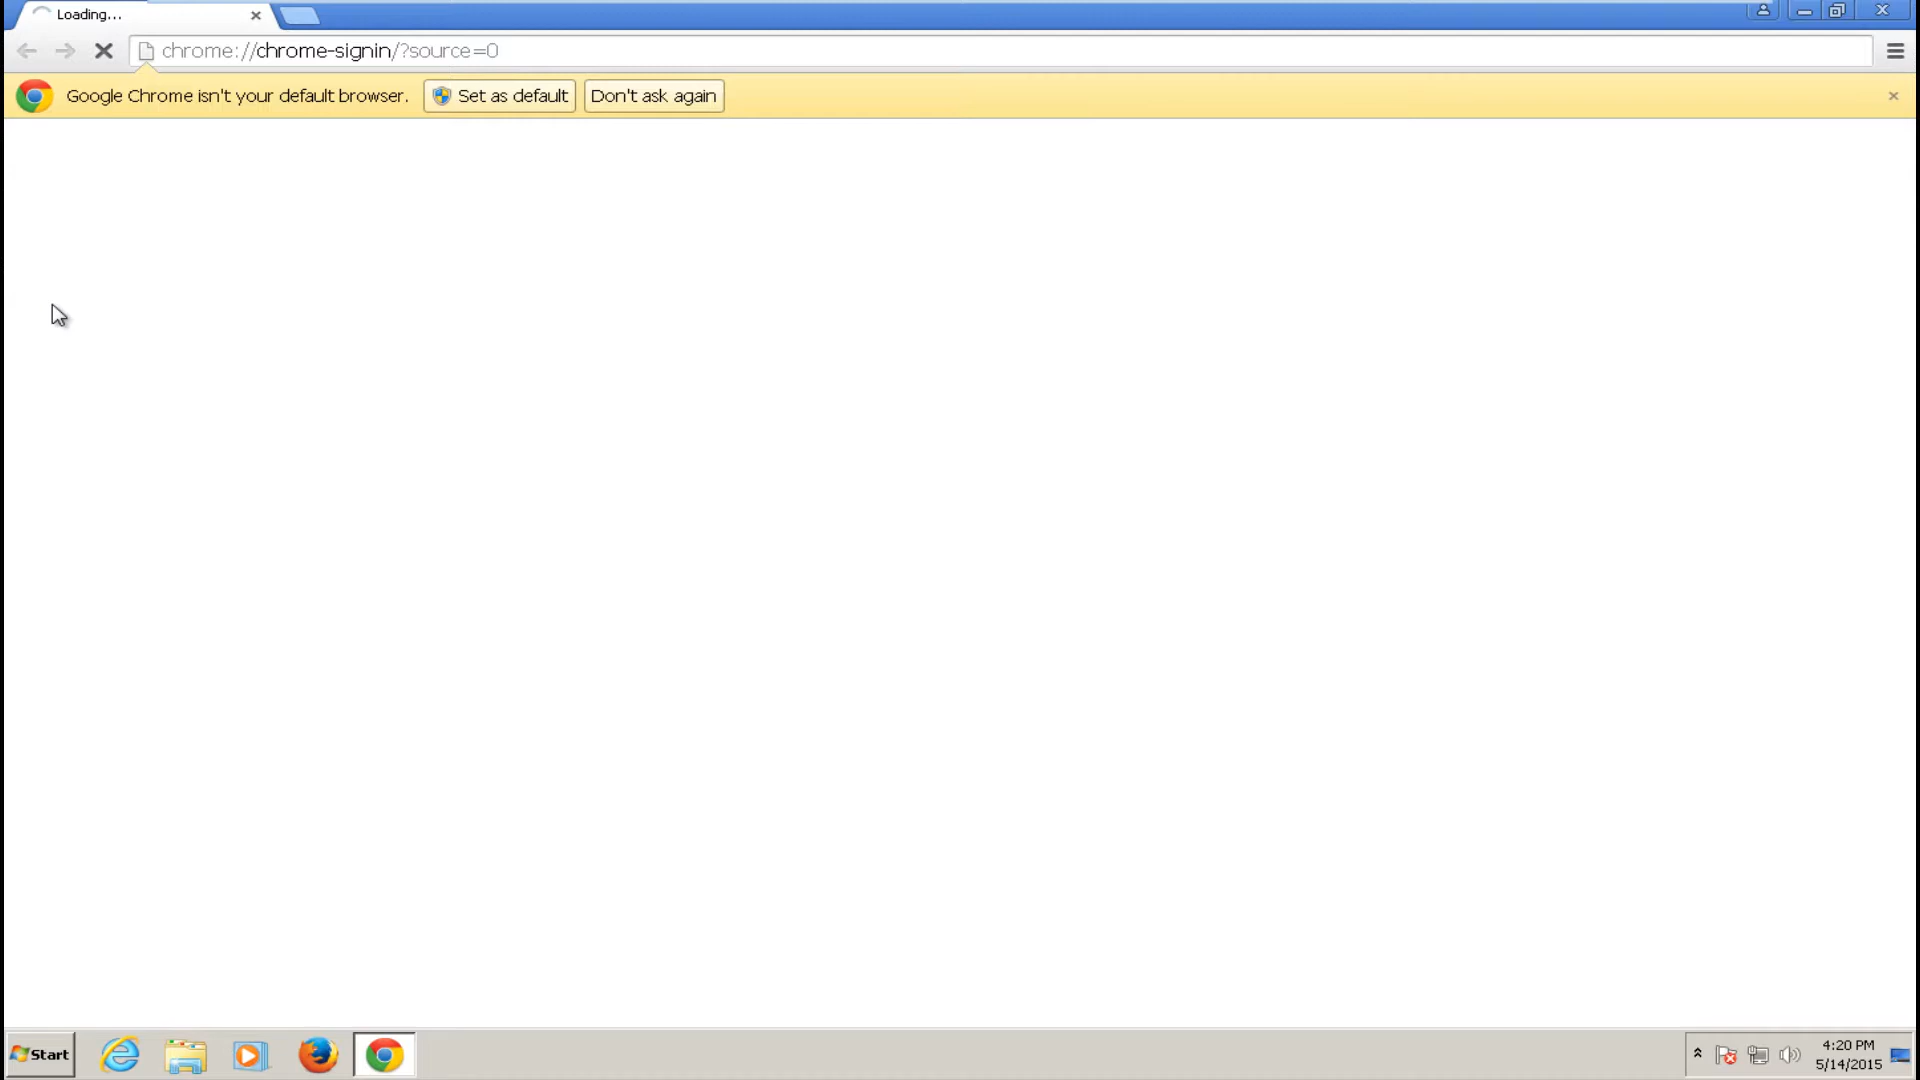 Loading...
chrome://chrome-signin/?source=0
Google Chrome isn't your default browser. Set as default Don't ask again
Start
4:20 PM
5/14/2015